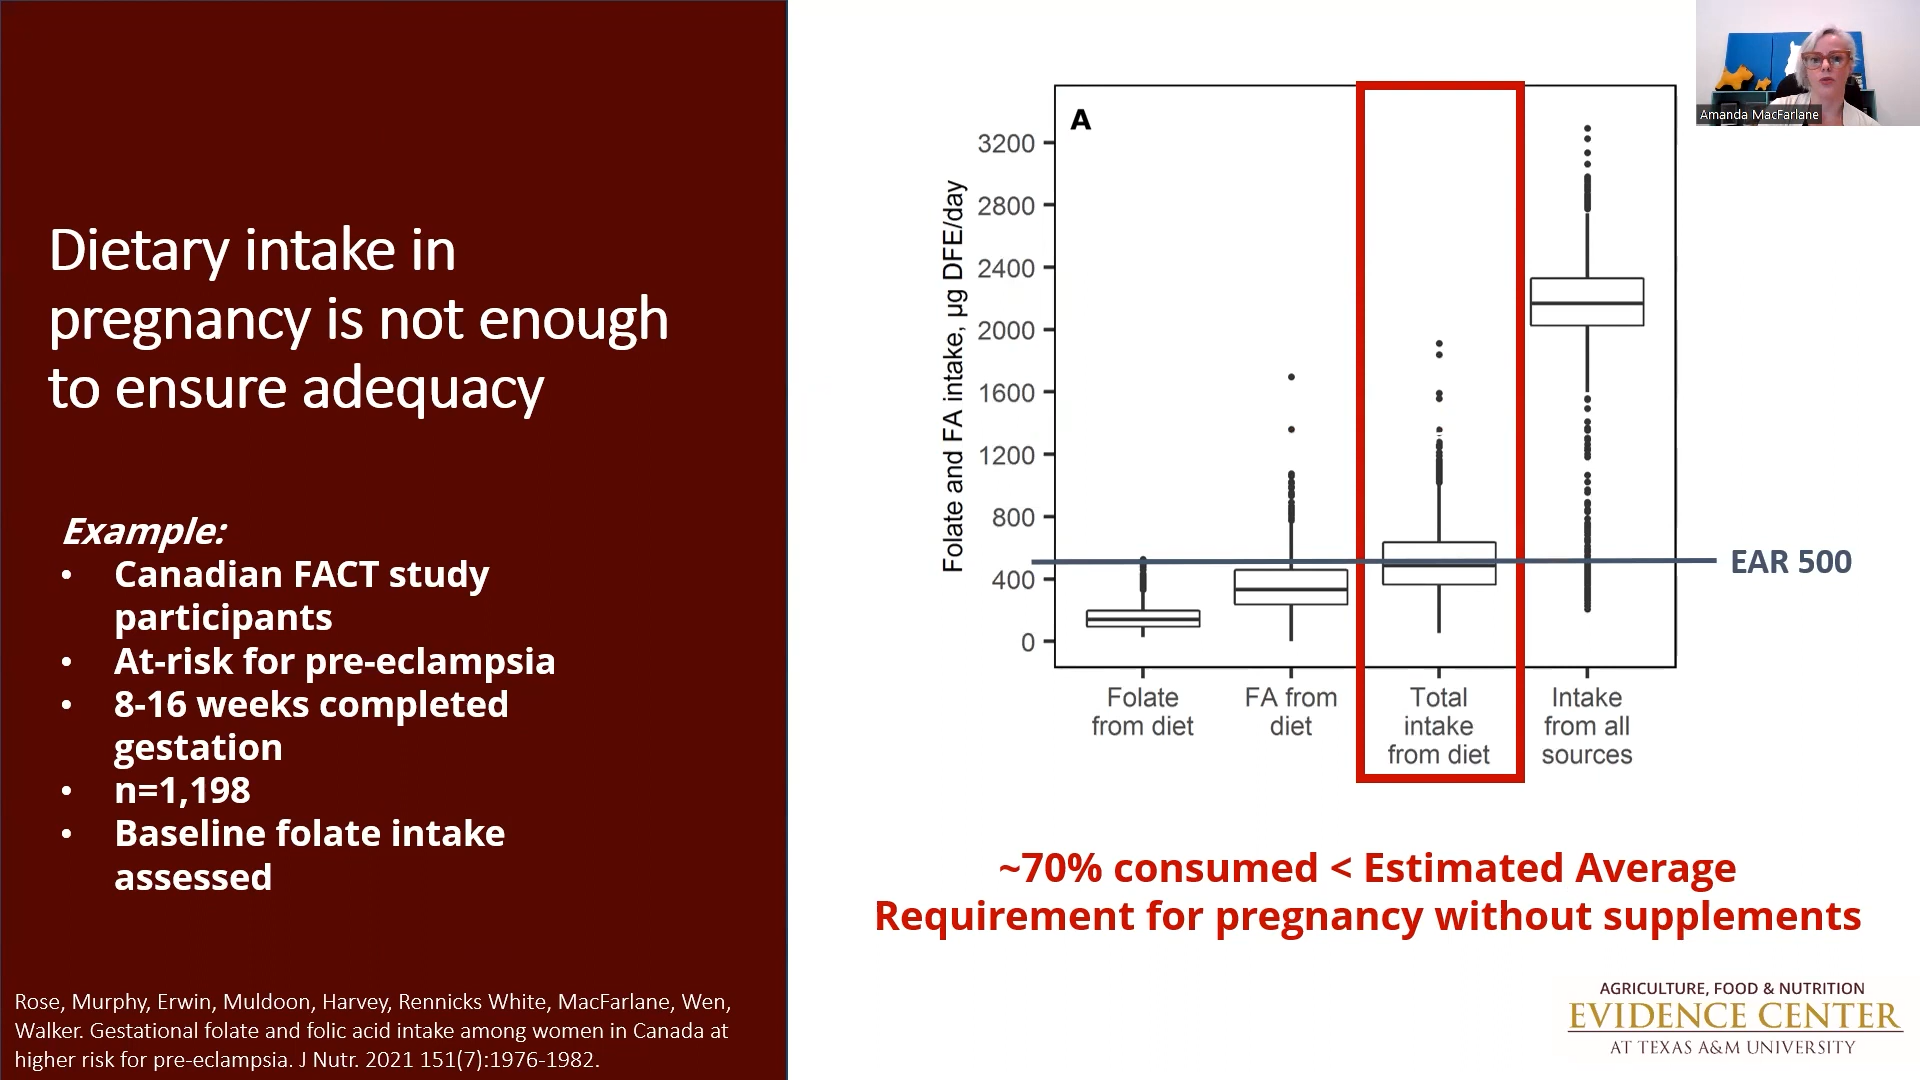 Dietary intake in
pregnancy is not enough
to ensure adequacy
Example:
• Canadian FACT study
participants
• At-risk for pre-eclampsia
• 8-16 weeks completed
gestation
• n=1,198
• Baseline folate intake
assessed
Rose, Murphy, Erwin, Muldoon, Harvey, Rennicks White, MacFarlane, Wen,
Walker. Gestational folate and folic acid intake among women in Canada at
higher risk for pre-eclampsia. J Nutr. 2021 151(7):1976-1982.
A
Folate and FA intake, µg DFE/day
3200
2800
2400
2000
1600
1200
800
400
0
EAR 500
Folate
from diet
FA from
diet
Total
intake
from diet
Intake
from all
sources
~70% consumed < Estimated Average
Requirement for pregnancy without supplements
Amanda MacFarlane
AGRICULTURE, FOOD & NUTRITION
EVIDENCE CENTER
AT TEXAS A&M UNIVERSITY